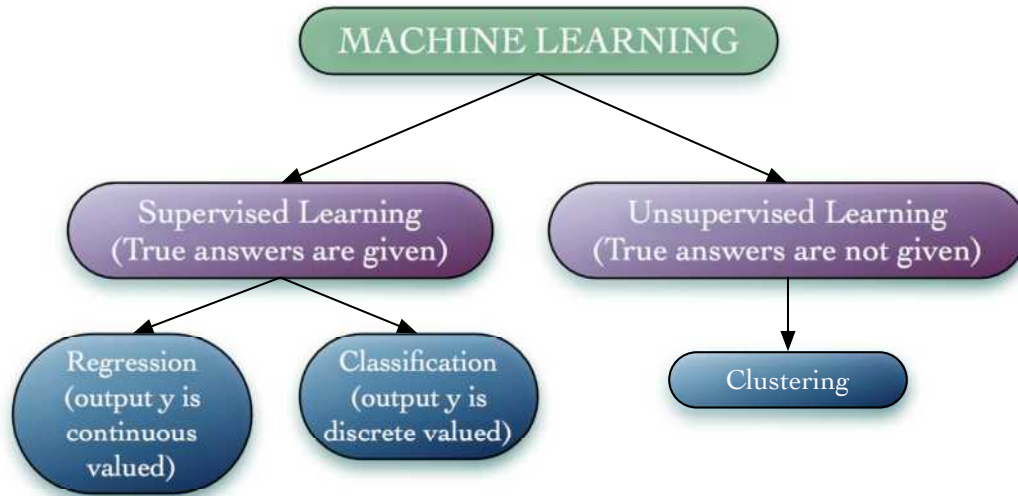 MACHINE LEARNING
Supervised Learning
(True answers are given)
Unsupervised Learning
(True answers are not given)
Regression
(output y is
continuous
valued)
Classification
(output y is
discrete valued)
Clustering